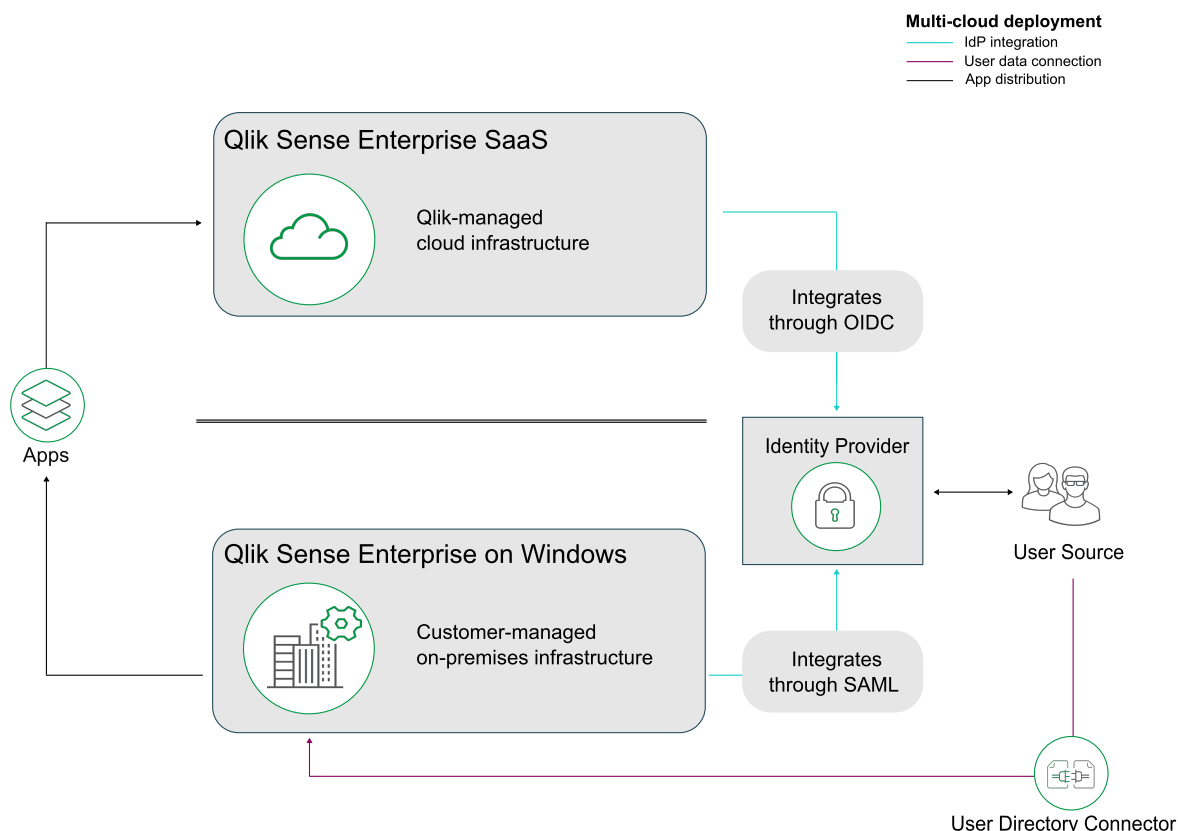 Multi-cloud deployment
IdP integration
User data connection
App distribution
Qlik Sense Enterprise SaaS
Qlik-managed
cloud infrastructure
Integrates
through OIDC
Apps
Identity Provider
User Source
Qlik Sense Enterprise on Windows
Customer-managed
on-premises infrastructure
Integrates
through SAML
User Directory Connector